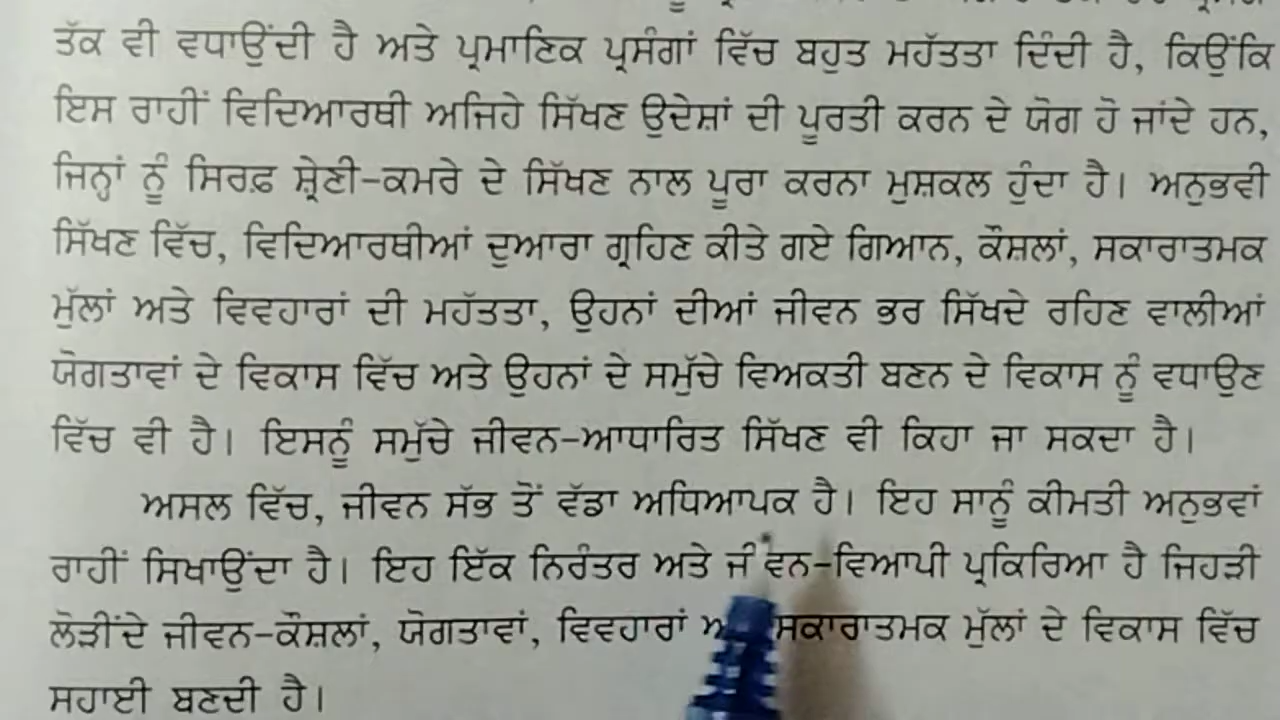 ਤੱਕ ਵੀ ਵਧਾਉਂਦੀ ਹੈ ਅਤੇ ਪ੍ਰਮਾਣਿਕ ਪ੍ਰਸੰਗਾਂ ਵਿੱਚ ਬਹੁਤ ਮਹੱਤਤਾ ਦਿੰਦੀ ਹੈ, ਕਿਉਂਕਿ
ਇਸ ਰਾਹੀਂ ਵਿਦਿਆਰਥੀ ਅਜਿਹੇ ਸਿੱਖਣ ਉਦੇਸ਼ਾਂ ਦੀ ਪੂਰਤੀ ਕਰਨ ਦੇ ਯੋਗ ਹੋ ਜਾਂਦੇ ਹਨ,
ਜਿਨ੍ਹਾਂ ਨੂੰ ਸਿਰਫ਼ ਸ਼੍ਰੇਣੀ-ਕਮਰੇ ਦੇ ਸਿੱਖਣ ਨਾਲ ਪੂਰਾ ਕਰਨਾ ਮੁਸ਼ਕਲ ਹੁੰਦਾ ਹੈ। ਅਨੁਭਵੀ
ਸਿੱਖਣ ਵਿੱਚ, ਵਿਦਿਆਰਥੀਆਂ ਦੁਆਰਾ ਗ੍ਰਹਿਣ ਕੀਤੇ ਗਏ ਗਿਆਨ, ਕੌਸ਼ਲਾਂ, ਸਕਾਰਾਤਮਕ
ਮੁੱਲਾਂ ਅਤੇ ਵਿਵਹਾਰਾਂ ਦੀ ਮਹੱਤਤਾ, ਉਹਨਾਂ ਦੀਆਂ ਜੀਵਨ ਭਰ ਸਿੱਖਦੇ ਰਹਿਣ ਵਾਲੀਆਂ
ਯੋਗਤਾਵਾਂ ਦੇ ਵਿਕਾਸ ਵਿੱਚ ਅਤੇ ਉਹਨਾਂ ਦੇ ਸਮੁੱਚੇ ਵਿਅਕਤੀ ਬਣਨ ਦੇ ਵਿਕਾਸ ਨੂੰ ਵਧਾਉਣ
ਵਿੱਚ ਵੀ ਹੈ। ਇਸਨੂੰ ਸਮੁੱਚੇ ਜੀਵਨ-ਆਧਾਰਿਤ ਸਿੱਖਣ ਵੀ ਕਿਹਾ ਜਾ ਸਕਦਾ ਹੈ।
ਅਸਲ ਵਿੱਚ, ਜੀਵਨ ਸੱਭ ਤੋਂ ਵੱਡਾ ਅਧਿਆਪਕ ਹੈ। ਇਹ ਸਾਨੂੰ ਕੀਮਤੀ ਅਨੁਭਵਾਂ
ਰਾਹੀਂ ਸਿਖਾਉਂਦਾ ਹੈ। ਇਹ ਇੱਕ ਨਿਰੰਤਰ ਅਤੇ ਜੀਵਨ-ਵਿਆਪੀ ਪ੍ਰਕਿਰਿਆ ਹੈ ਜਿਹੜੀ
ਲੋੜੀਂਦੇ ਜੀਵਨ-ਕੌਸ਼ਲਾਂ, ਯੋਗਤਾਵਾਂ, ਵਿਵਹਾਰਾਂ ਸਕਾਰਾਤਮਕ ਮੁੱਲਾਂ ਦੇ ਵਿਕਾਸ ਵਿੱਚ
ਸਹਾਈ ਬਣਦੀ ਹੈ।